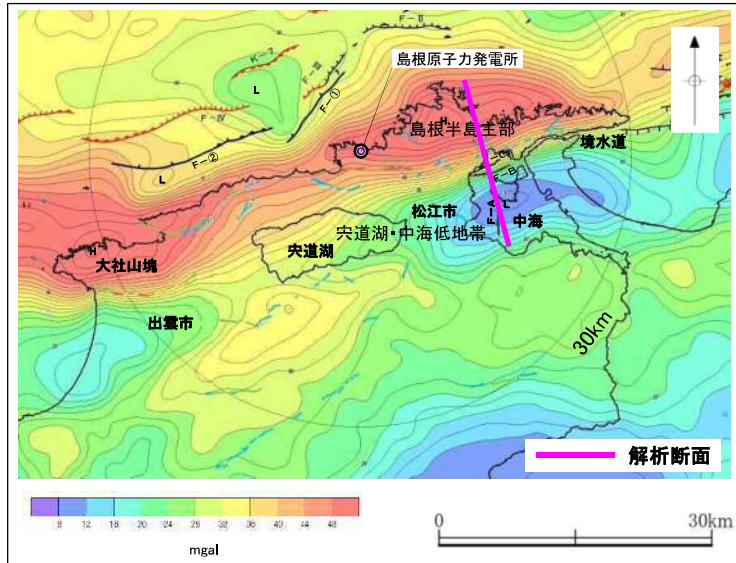 F－Ⅱ
K－7
島根原子力発電所
F－Ⅲ
L
F－①
F－Ⅳ
H
島根半島主部
境水道
F－②
F－C
L
F－B
松江市
F－A
L
中海
宍道湖・中海低地帯
H
宍道湖
大社山塊
出雲市
30km
解析断面
8 12 16 20 24 28 32 36 40 44 48
mgal
0 30km